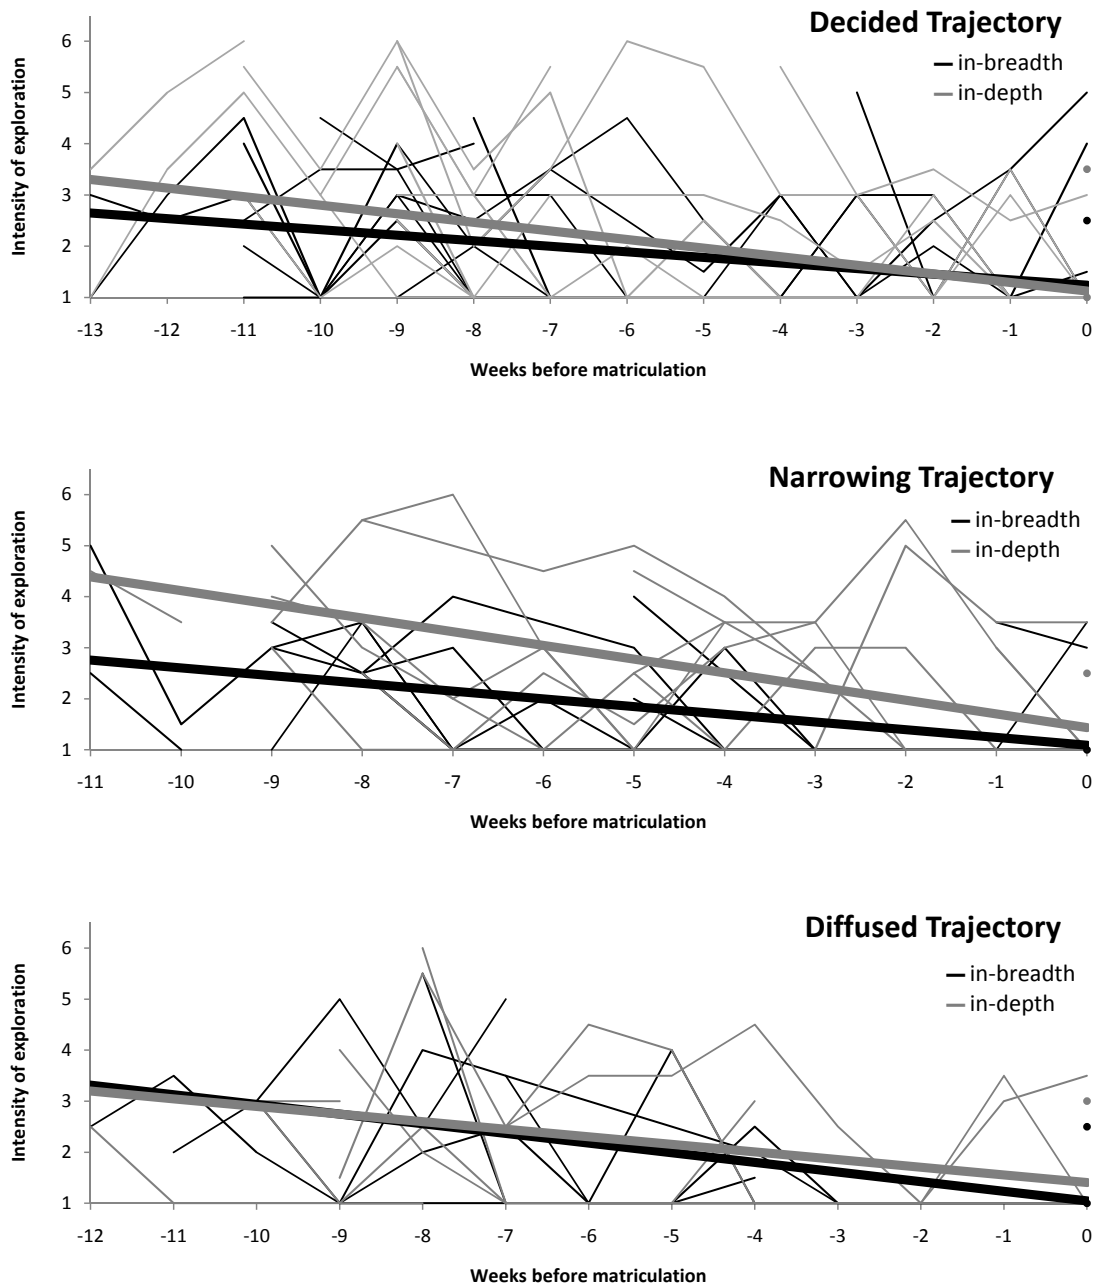 Decided Trajectory
in-breadth
in-depth
Intensity of exploration
6
5
4
3
2
1
-13 -12 -11 -10 -9 -8 -7 -6 -5 -4 -3 -2 -1 0
Weeks before matriculation
Narrowing Trajectory
in-breadth
in-depth
Intensity of exploration
6
5
4
3
2
1
-11 -10 -9 -8 -7 -6 -5 -4 -3 -2 -1 0
Weeks before matriculation
Diffused Trajectory
in-breadth
in-depth
Intensity of exploration
6
5
4
3
2
1
-12 -11 -10 -9 -8 -7 -6 -5 -4 -3 -2 -1 0
Weeks before matriculation